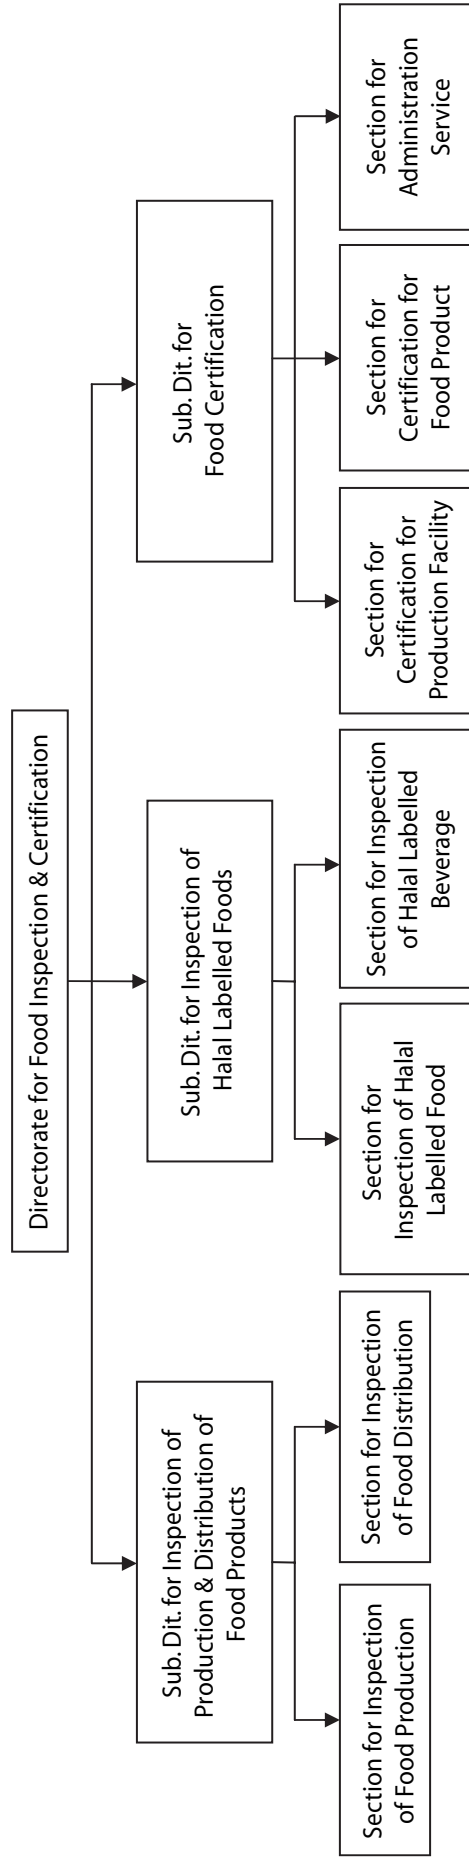 Directorate for Food Inspection & Certification
Sub. Dit. for Inspection of
Production & Distribution of
Food Products
Sub. Dit. for Inspection of
Halal Labelled Foods
Sub. Dit. for
Food Certification
Section for Inspection
of Food Production
Section for Inspection
of Food Distribution
Section for
Inspection of Halal
Labelled Food
Section for Inspection
of Halal Labelled
Beverage
Section for
Certification for
Production Facility
Section for
Certification for
Food Product
Section for
Administration
Service